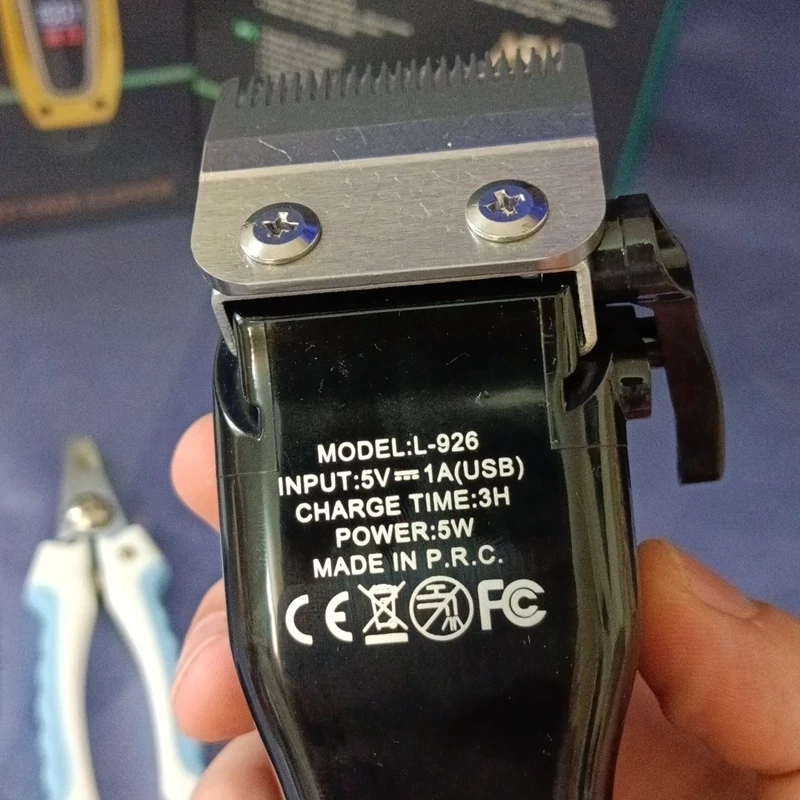 MODEL:L-926
INPUT:5V⎓1A(USB)
CHARGE TIME:3H
POWER:5W
MADE IN P.R.C.
CE FC